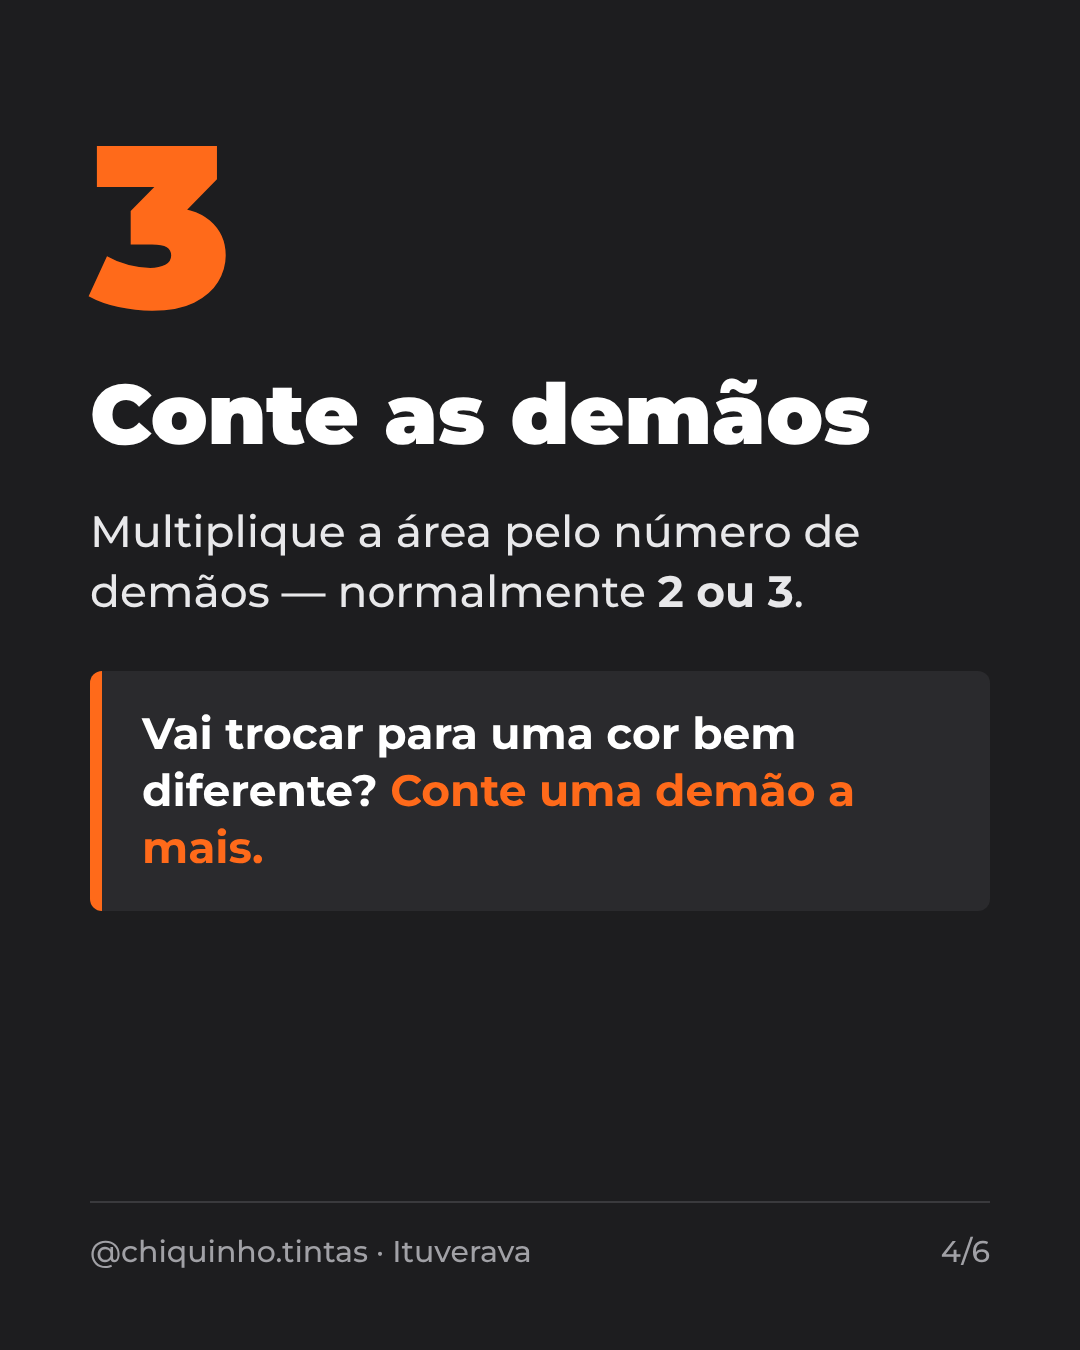 3
Conte as demãos
Multiplique a área pelo número de
demãos — normalmente 2 ou 3.
Vai trocar para uma cor bem
diferente? Conte uma demão a
mais.
@chiquinho.tintas · Ituverava
4/6